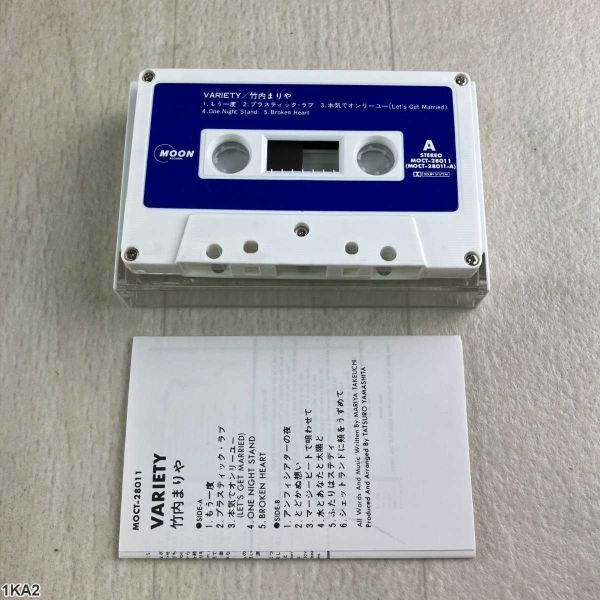 VARIETY／竹内まりや
1.もう一度 2.プラスティック・ラブ 3.本気でオンリーユー(Let's Get Married)
4.One Night Stand 5.Broken Heart
MOON
RECORDS
A
STEREO
MOCT-28011
(MOCT-28011-A)
DOLBY SYSTEM
MOCT-28011
VARIETY
竹内まりや
●SIDE-A
1.もう一度
2.プラスティック・ラブ
3.本気でオンリーユー
(LET'S GET MARRIED)
4.ONE NIGHT STAND
5.BROKEN HEART
●SIDE-B
1.アンフィシアターの夜
2.とどかぬ想い
3.マージービートで唄わせて
4.水とあなたと太陽と
5.ふたりはステディ
6.シェットランドに頬をうずめて
All Words And Music Written By MARIYA TAKEUCHI
Produced And Arranged By TATSURO YAMASHITA
1KA2